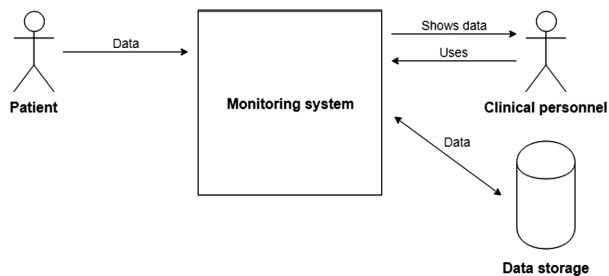 Data
Patient
Monitoring system
Shows data
Uses
Clinical personnel
Data
Data storage